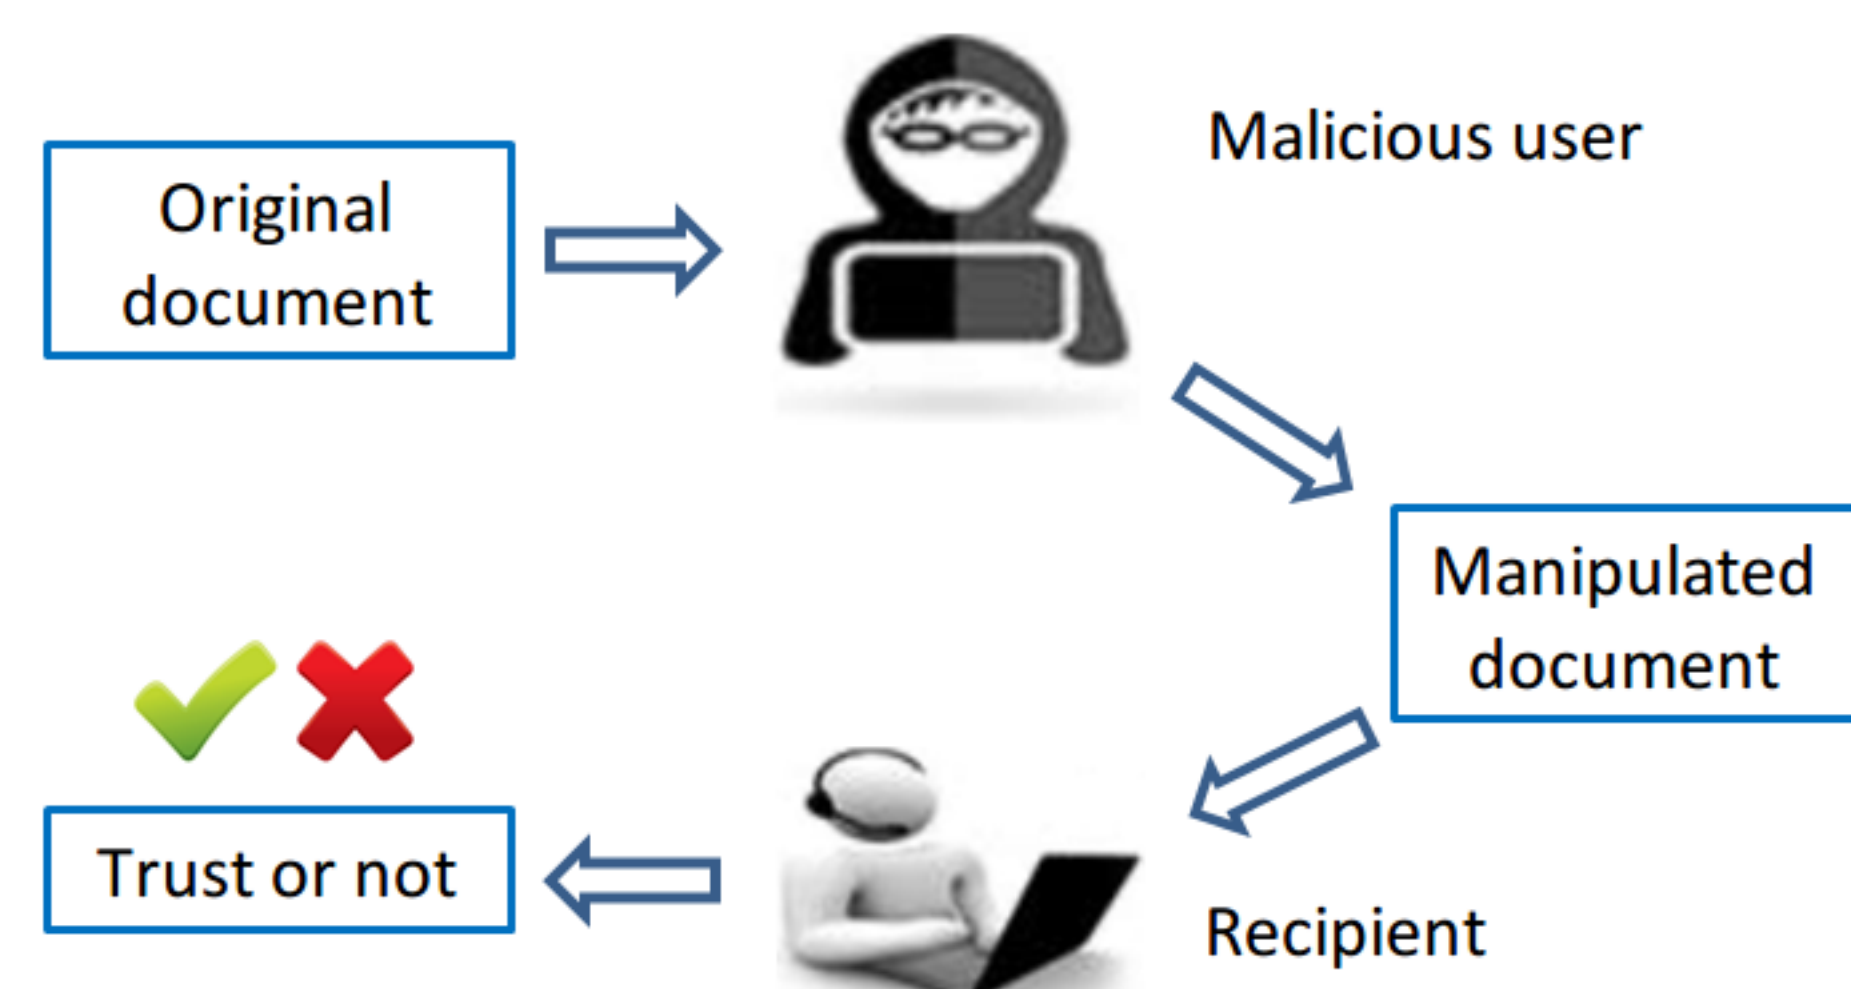 Original
document
Malicious user
Manipulated
document
Recipient
Trust or not